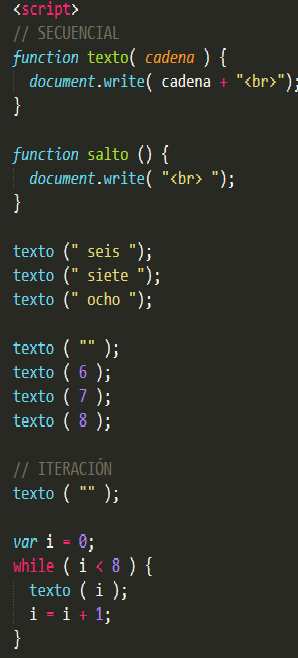 <script>
// SECUENCIAL
function texto( cadena ) {
  document.write( cadena + "<br>");
}

function salto () {
  document.write( "<br> ");
}

texto (" seis ");
texto (" siete ");
texto (" ocho ");

texto ( "" );
texto ( 6 );
texto ( 7 );
texto ( 8 );

// ITERACIÓN
texto ( "" );

var i = 0;
while ( i < 8 ) {
  texto ( i );
  i = i + 1;
}